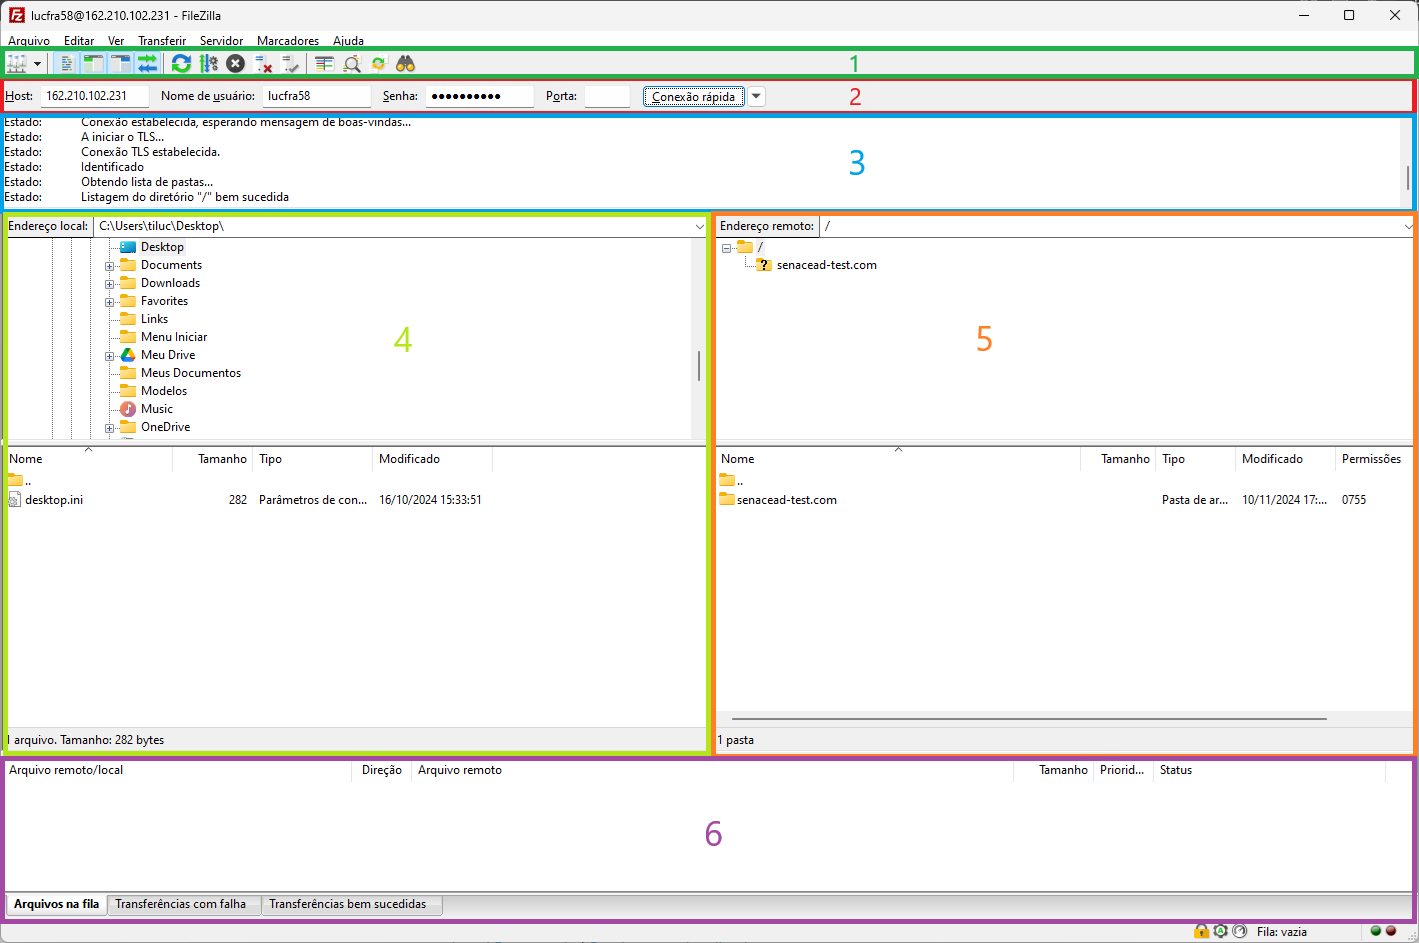 lucfra58@162.210.102.231 - FileZilla
Arquivo Editar Ver Transferir Servidor Marcadores Ajuda
1
Host: 162.210.102.231 Nome de usuário: lucfra58 Senha: ●●●●●●●●●● Porta: Conexão rápida 2
Estado: Conexão estabelecida, esperando mensagem de boas-vindas...
Estado: A iniciar o TLS...
Estado: Conexão TLS estabelecida.
Estado: Identificado
Estado: Obtendo lista de pastas...
Estado: Listagem do diretório "/" bem sucedida
3
Endereço local: C:\Users\tiluc\Desktop\
Desktop
Documents
Downloads
Favorites
Links
Menu Iniciar
Meu Drive
Meus Documentos
Modelos
Music
OneDrive
4
Nome Tamanho Tipo Modificado
..
desktop.ini 282 Parâmetros de con... 16/10/2024 15:33:51
1 arquivo. Tamanho: 282 bytes
Endereço remoto: /
/
senacead-test.com
5
Nome Tamanho Tipo Modificado Permissões
..
senacead-test.com Pasta de ar... 10/11/2024 17:... 0755
1 pasta
Arquivo remoto/local Direção Arquivo remoto Tamanho Priorid... Status
6
Arquivos na fila Transferências com falha Transferências bem sucedidas
Fila: vazia